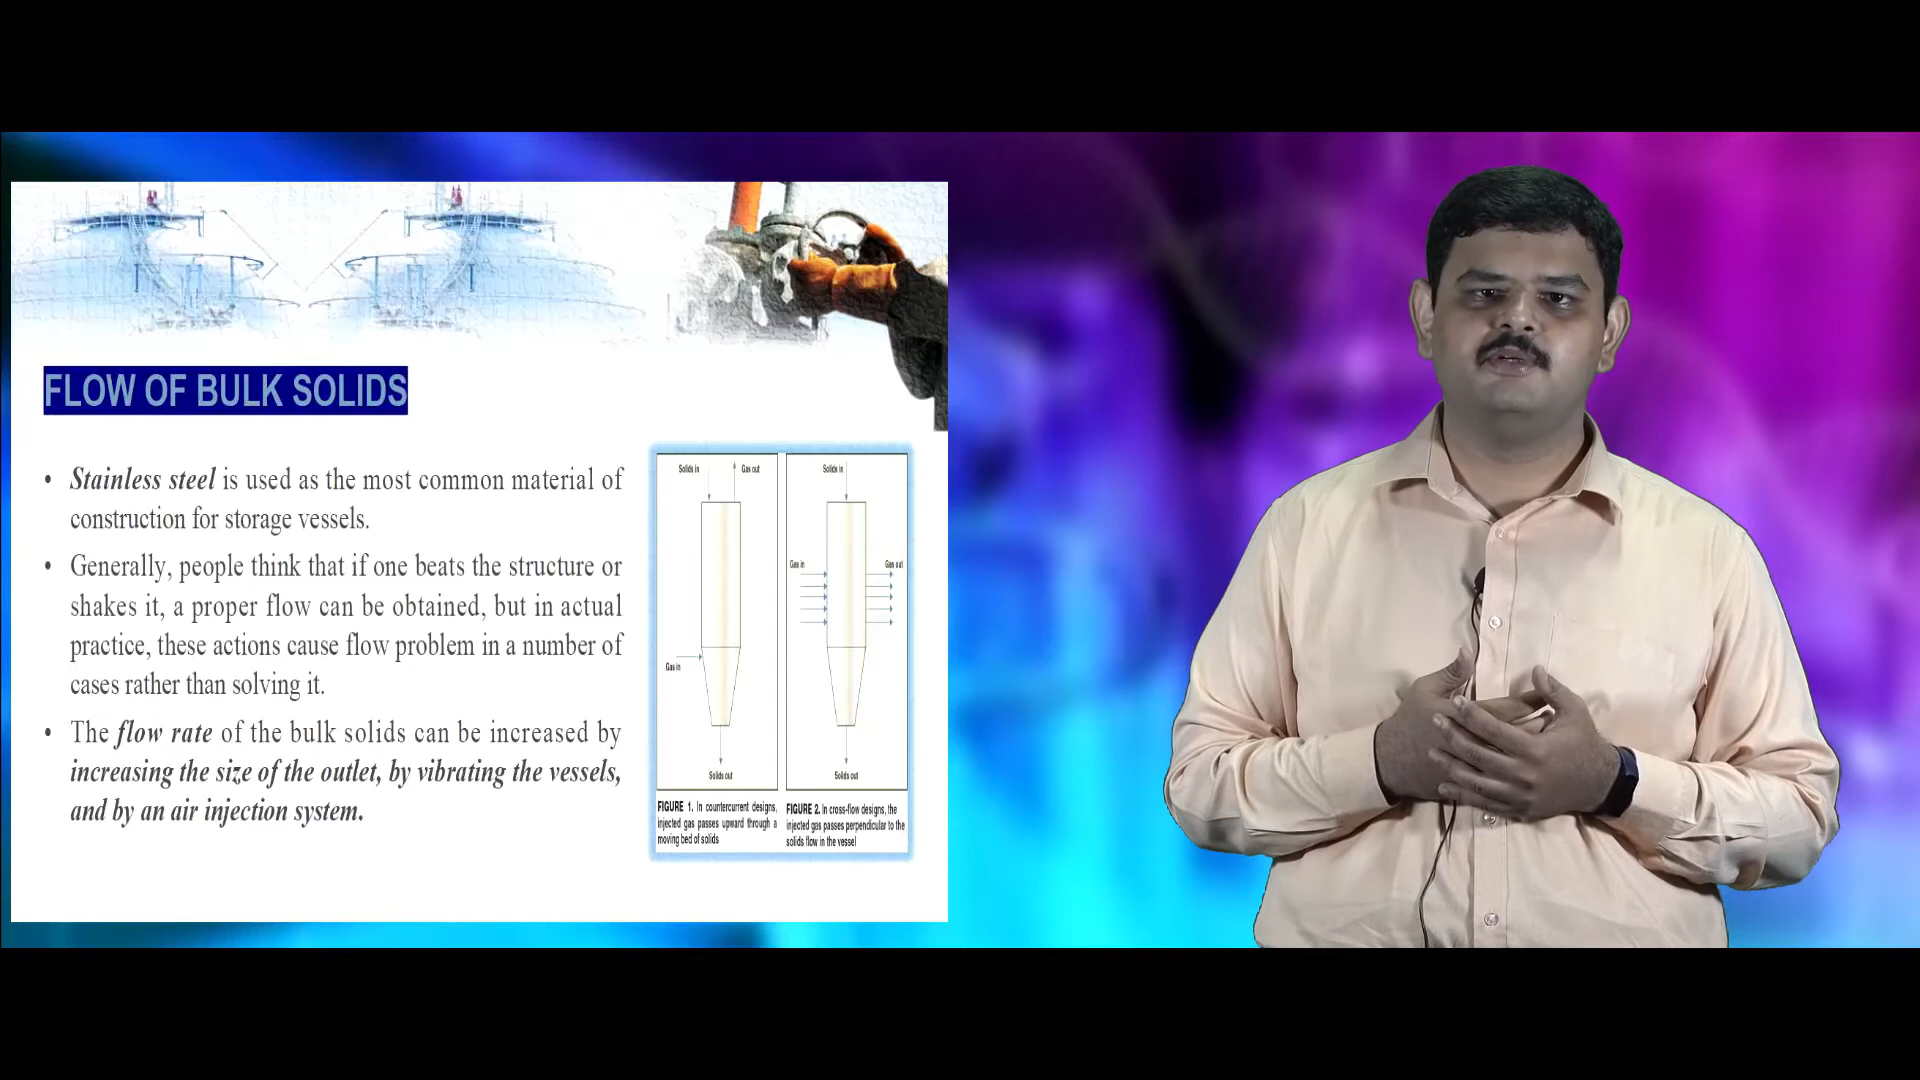 FLOW OF BULK SOLIDS
• Stainless steel is used as the most common material of
construction for storage vessels.
• Generally, people think that if one beats the structure or
shakes it, a proper flow can be obtained, but in actual
practice, these actions cause flow problem in a number of
cases rather than solving it.
• The flow rate of the bulk solids can be increased by
increasing the size of the outlet, by vibrating the vessels,
and by an air injection system.
Solids in
Gas out
Gas in
Solids out
FIGURE 1. In countercurrent designs,
injected gas passes upward through a
moving bed of solids
Solids in
Gas in
Gas out
Solids out
FIGURE 2. In cross-flow designs, the
injected gas passes perpendicular to the
solids flow in the vessel